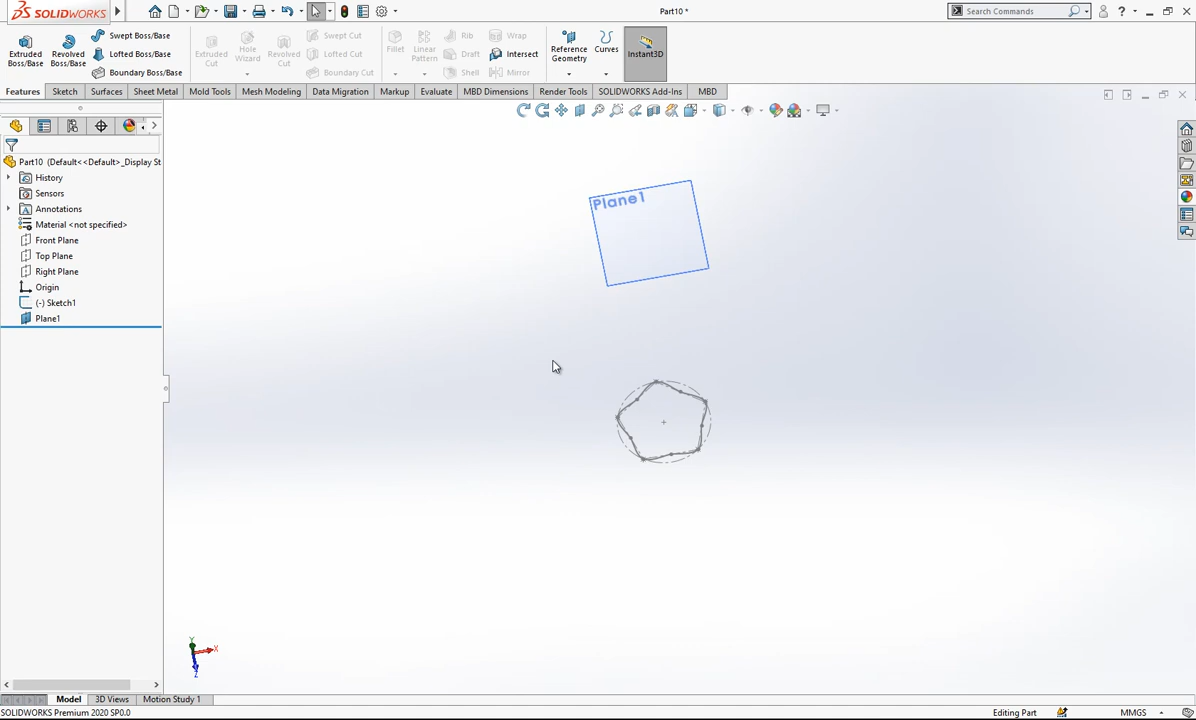 SOLIDWORKS
Part10 *
Search Commands
Extruded Boss/Base
Revolved Boss/Base
Swept Boss/Base
Lofted Boss/Base
Boundary Boss/Base
Extruded Cut
Hole Wizard
Revolved Cut
Swept Cut
Lofted Cut
Boundary Cut
Fillet
Linear Pattern
Rib
Draft
Shell
Wrap
Intersect
Mirror
Reference Geometry
Curves
Instant3D
Features
Sketch
Surfaces
Sheet Metal
Mold Tools
Mesh Modeling
Data Migration
Markup
Evaluate
MBD Dimensions
Render Tools
SOLIDWORKS Add-Ins
MBD
Part10 (Default<<Default>_Display St
History
Sensors
Annotations
Material <not specified>
Front Plane
Top Plane
Right Plane
Origin
(-) Sketch1
Plane1
Plane1
Y
X
Z
Model
3D Views
Motion Study 1
SOLIDWORKS Premium 2020 SP0.0
Editing Part
MMGS